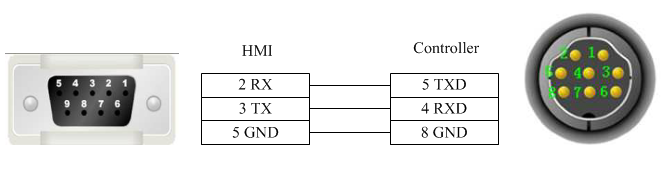 HMI
Controller
5 4 3 2 1
9 8 7 6
2 RX
5 TXD
3 TX
4 RXD
5 GND
8 GND
2 1
5 4 3
8 7 6